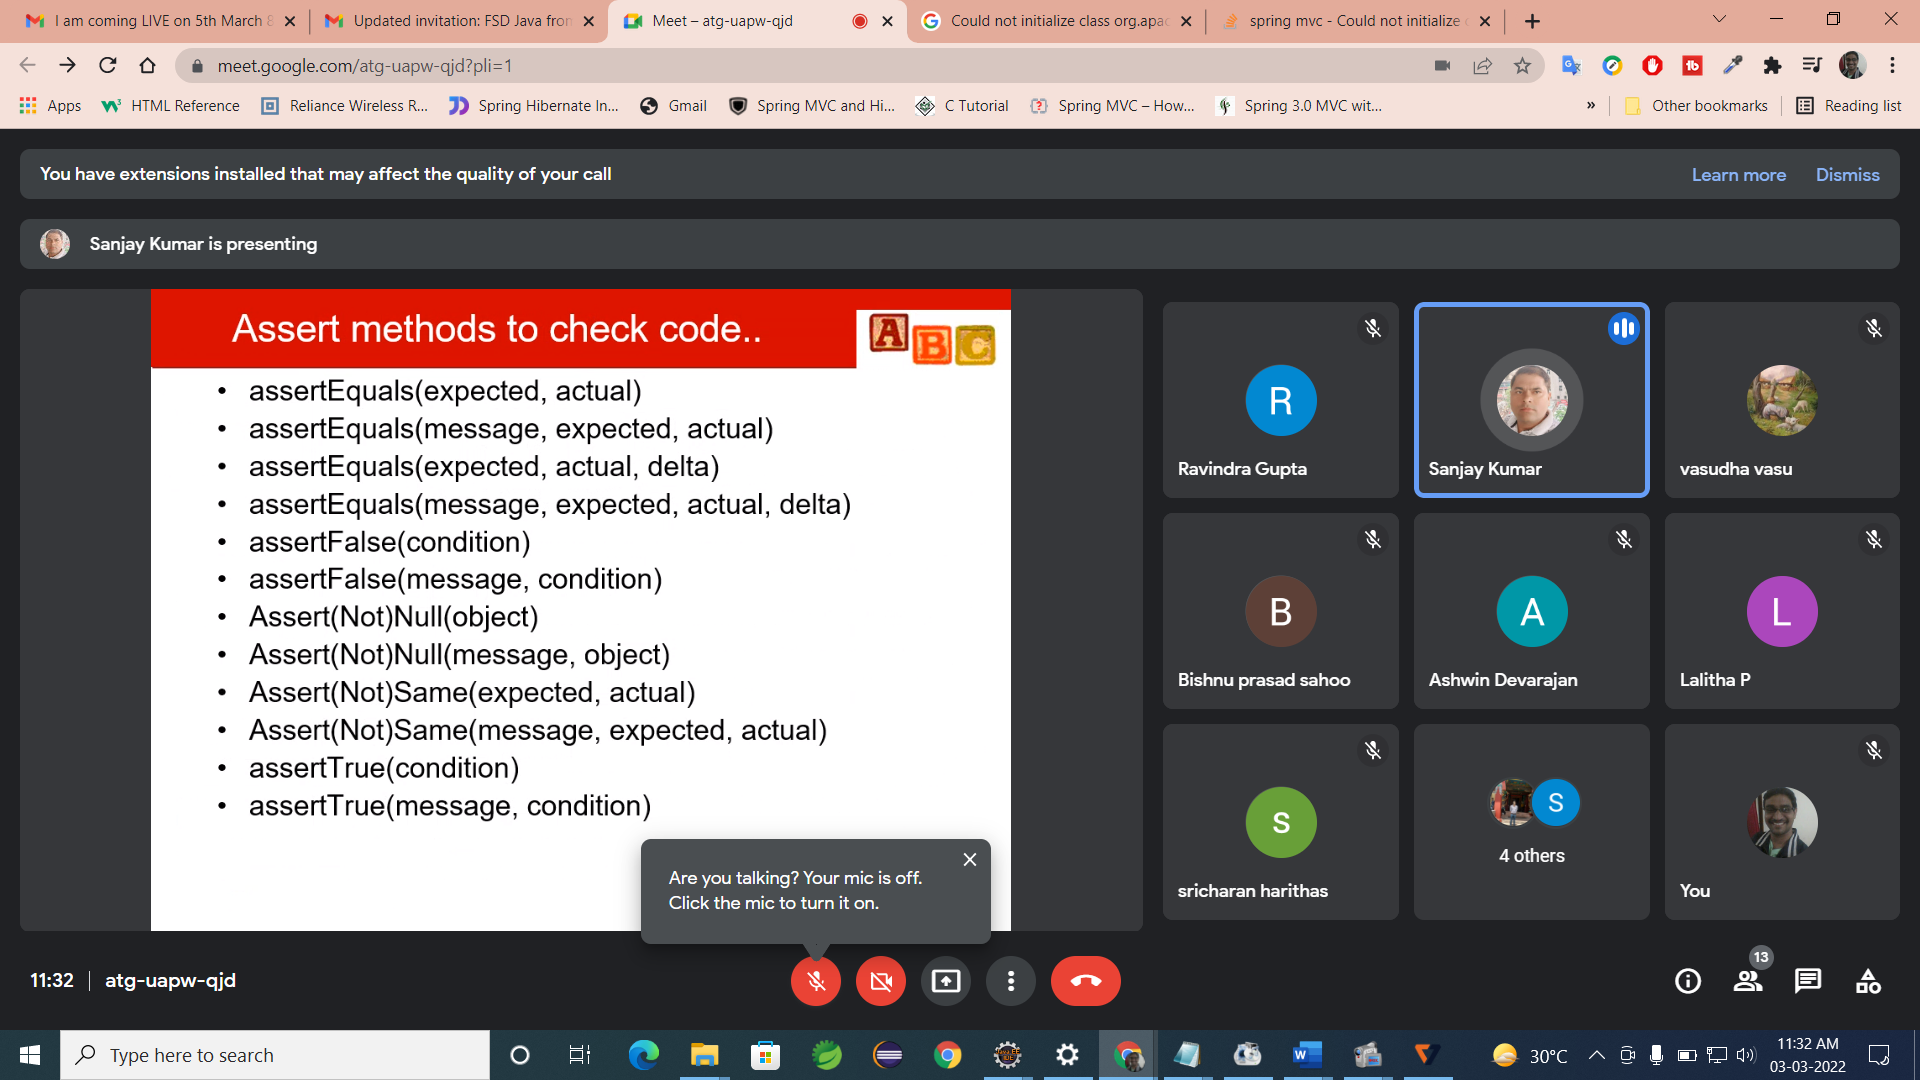 I am coming LIVE on 5th March 8
Updated invitation: FSD Java fron
Meet – atg-uapw-qjd
Could not initialize class org.apac
spring mvc - Could not initialize c
meet.google.com/atg-uapw-qjd?pli=1
Apps
HTML Reference
Reliance Wireless R...
Spring Hibernate In...
Gmail
Spring MVC and Hi...
C Tutorial
Spring MVC – How...
Spring 3.0 MVC wit...
»
Other bookmarks
Reading list
You have extensions installed that may affect the quality of your call
Learn more
Dismiss
Sanjay Kumar is presenting
Assert methods to check code..
A B C
• assertEquals(expected, actual)
• assertEquals(message, expected, actual)
• assertEquals(expected, actual, delta)
• assertEquals(message, expected, actual, delta)
• assertFalse(condition)
• assertFalse(message, condition)
• Assert(Not)Null(object)
• Assert(Not)Null(message, object)
• Assert(Not)Same(expected, actual)
• Assert(Not)Same(message, expected, actual)
• assertTrue(condition)
• assertTrue(message, condition)
R
Ravindra Gupta
Sanjay Kumar
vasudha vasu
B
Bishnu prasad sahoo
A
Ashwin Devarajan
L
Lalitha P
S
sricharan harithas
S
4 others
You
Are you talking? Your mic is off.
Click the mic to turn it on.
11:32 | atg-uapw-qjd
13
Type here to search
30°C
11:32 AM
03-03-2022